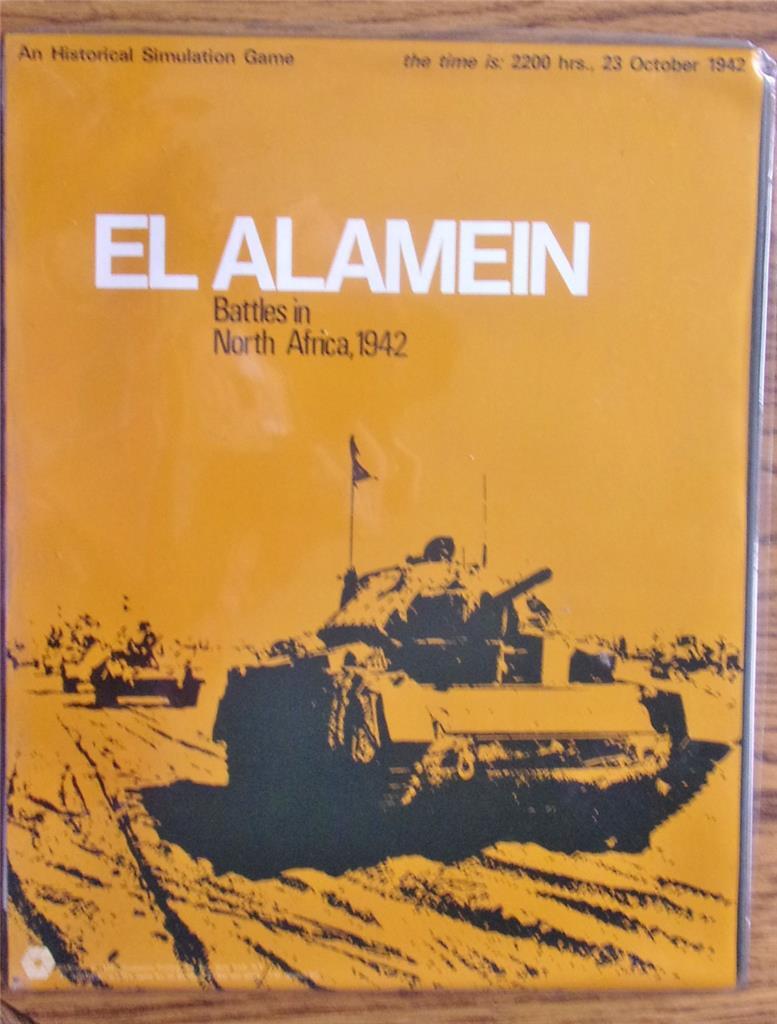 An Historical Simulation Game
the time is: 2200 hrs., 23 October 1942
EL ALAMEIN
Battles in
North Africa, 1942